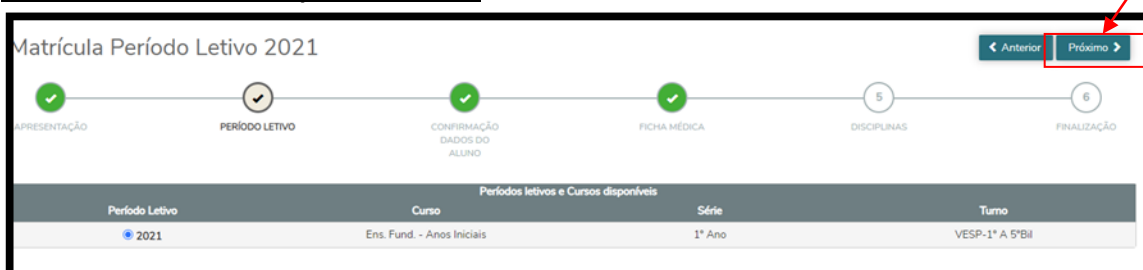 Matrícula Período Letivo 2021
Anterior Próximo
APRESENTAÇÃO PERÍODO LETIVO CONFIRMAÇÃO DADOS DO ALUNO FICHA MÉDICA 5 DISCIPLINAS 6 FINALIZAÇÃO
Períodos letivos e Cursos disponíveis
Período Letivo Curso Série Turno
2021 Ens. Fund. - Anos Iniciais 1º Ano VESP-1º A 5ºBil